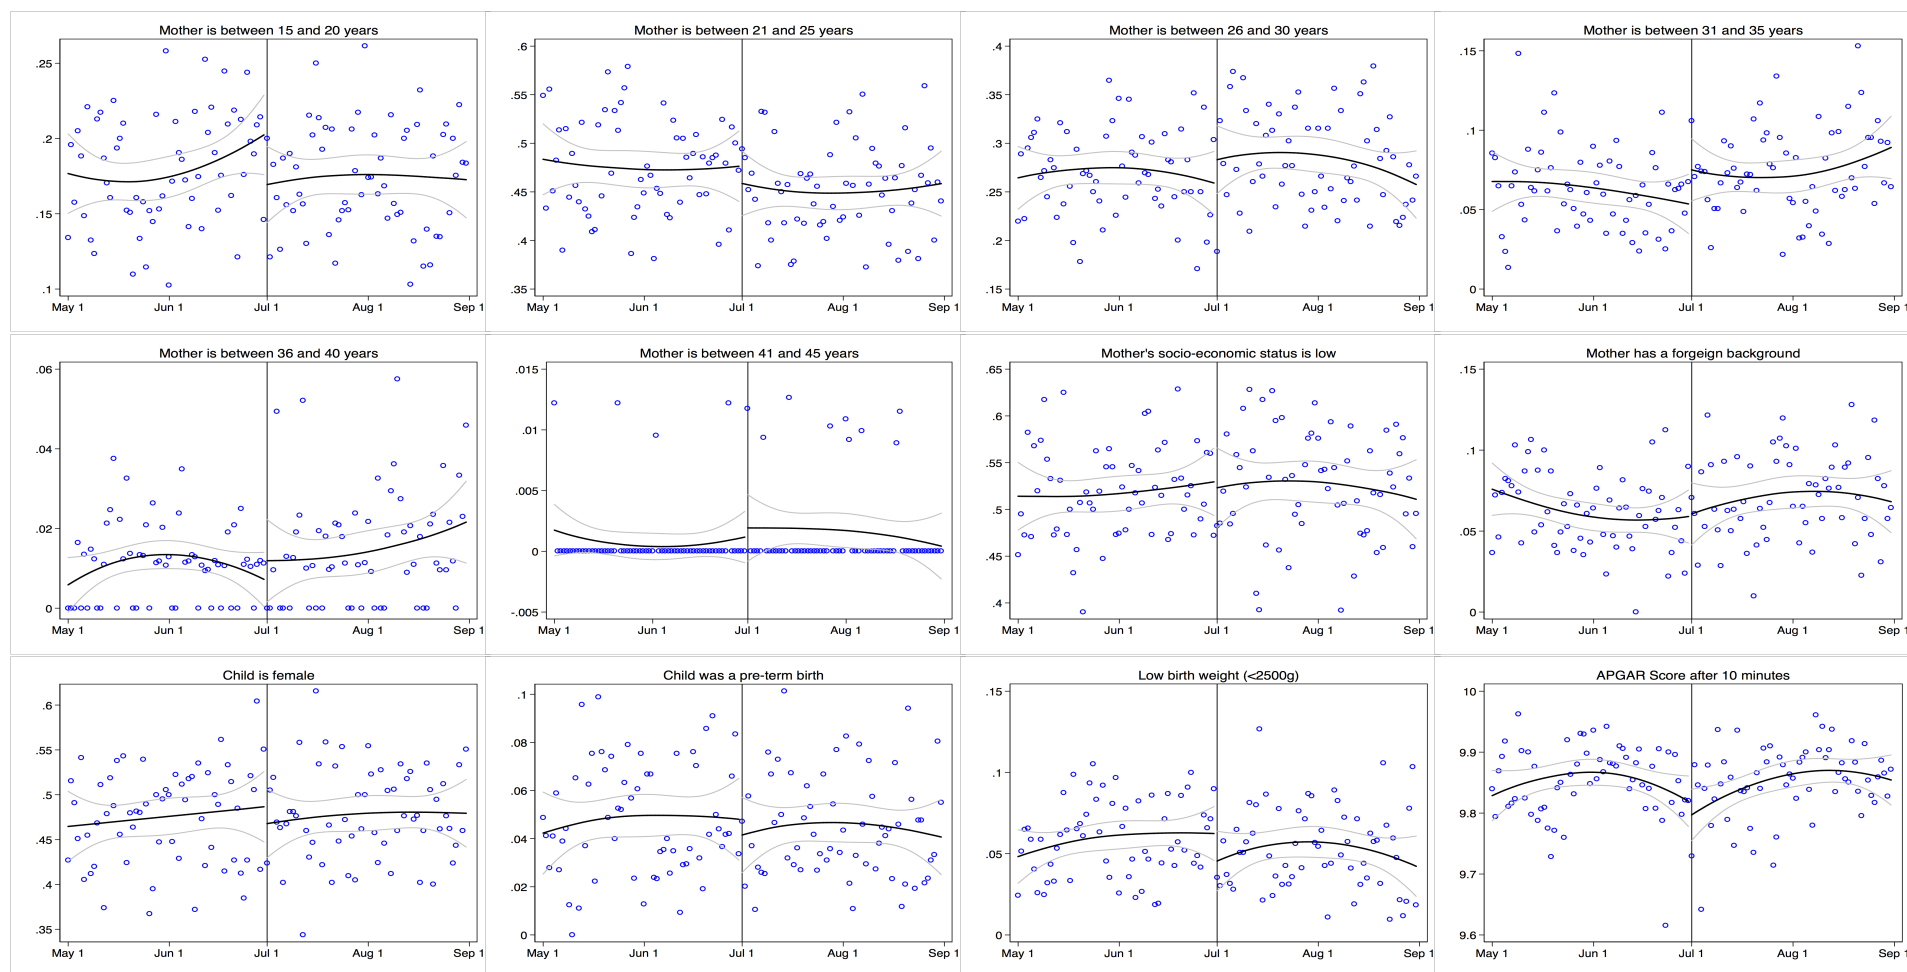 Mother is between 15 and 20 years
.25
.2
.15
.1
May 1 Jun 1 Jul 1 Aug 1 Sep 1
Mother is between 21 and 25 years
.6
.55
.5
.45
.4
.35
May 1 Jun 1 Jul 1 Aug 1 Sep 1
Mother is between 26 and 30 years
.4
.35
.3
.25
.2
.15
May 1 Jun 1 Jul 1 Aug 1 Sep 1
Mother is between 31 and 35 years
.15
.1
.05
0
May 1 Jun 1 Jul 1 Aug 1 Sep 1
Mother is between 36 and 40 years
.06
.04
.02
0
May 1 Jun 1 Jul 1 Aug 1 Sep 1
Mother is between 41 and 45 years
.015
.01
.005
0
-.005
May 1 Jun 1 Jul 1 Aug 1 Sep 1
Mother's socio-economic status is low
.65
.6
.55
.5
.45
.4
May 1 Jun 1 Jul 1 Aug 1 Sep 1
Mother has a forgeign background
.15
.1
.05
0
May 1 Jun 1 Jul 1 Aug 1 Sep 1
Child is female
.6
.55
.5
.45
.4
.35
May 1 Jun 1 Jul 1 Aug 1 Sep 1
Child was a pre-term birth
.1
.08
.06
.04
.02
0
May 1 Jun 1 Jul 1 Aug 1 Sep 1
Low birth weight (<2500g)
.15
.1
.05
0
May 1 Jun 1 Jul 1 Aug 1 Sep 1
APGAR Score after 10 minutes
10
9.9
9.8
9.7
9.6
May 1 Jun 1 Jul 1 Aug 1 Sep 1